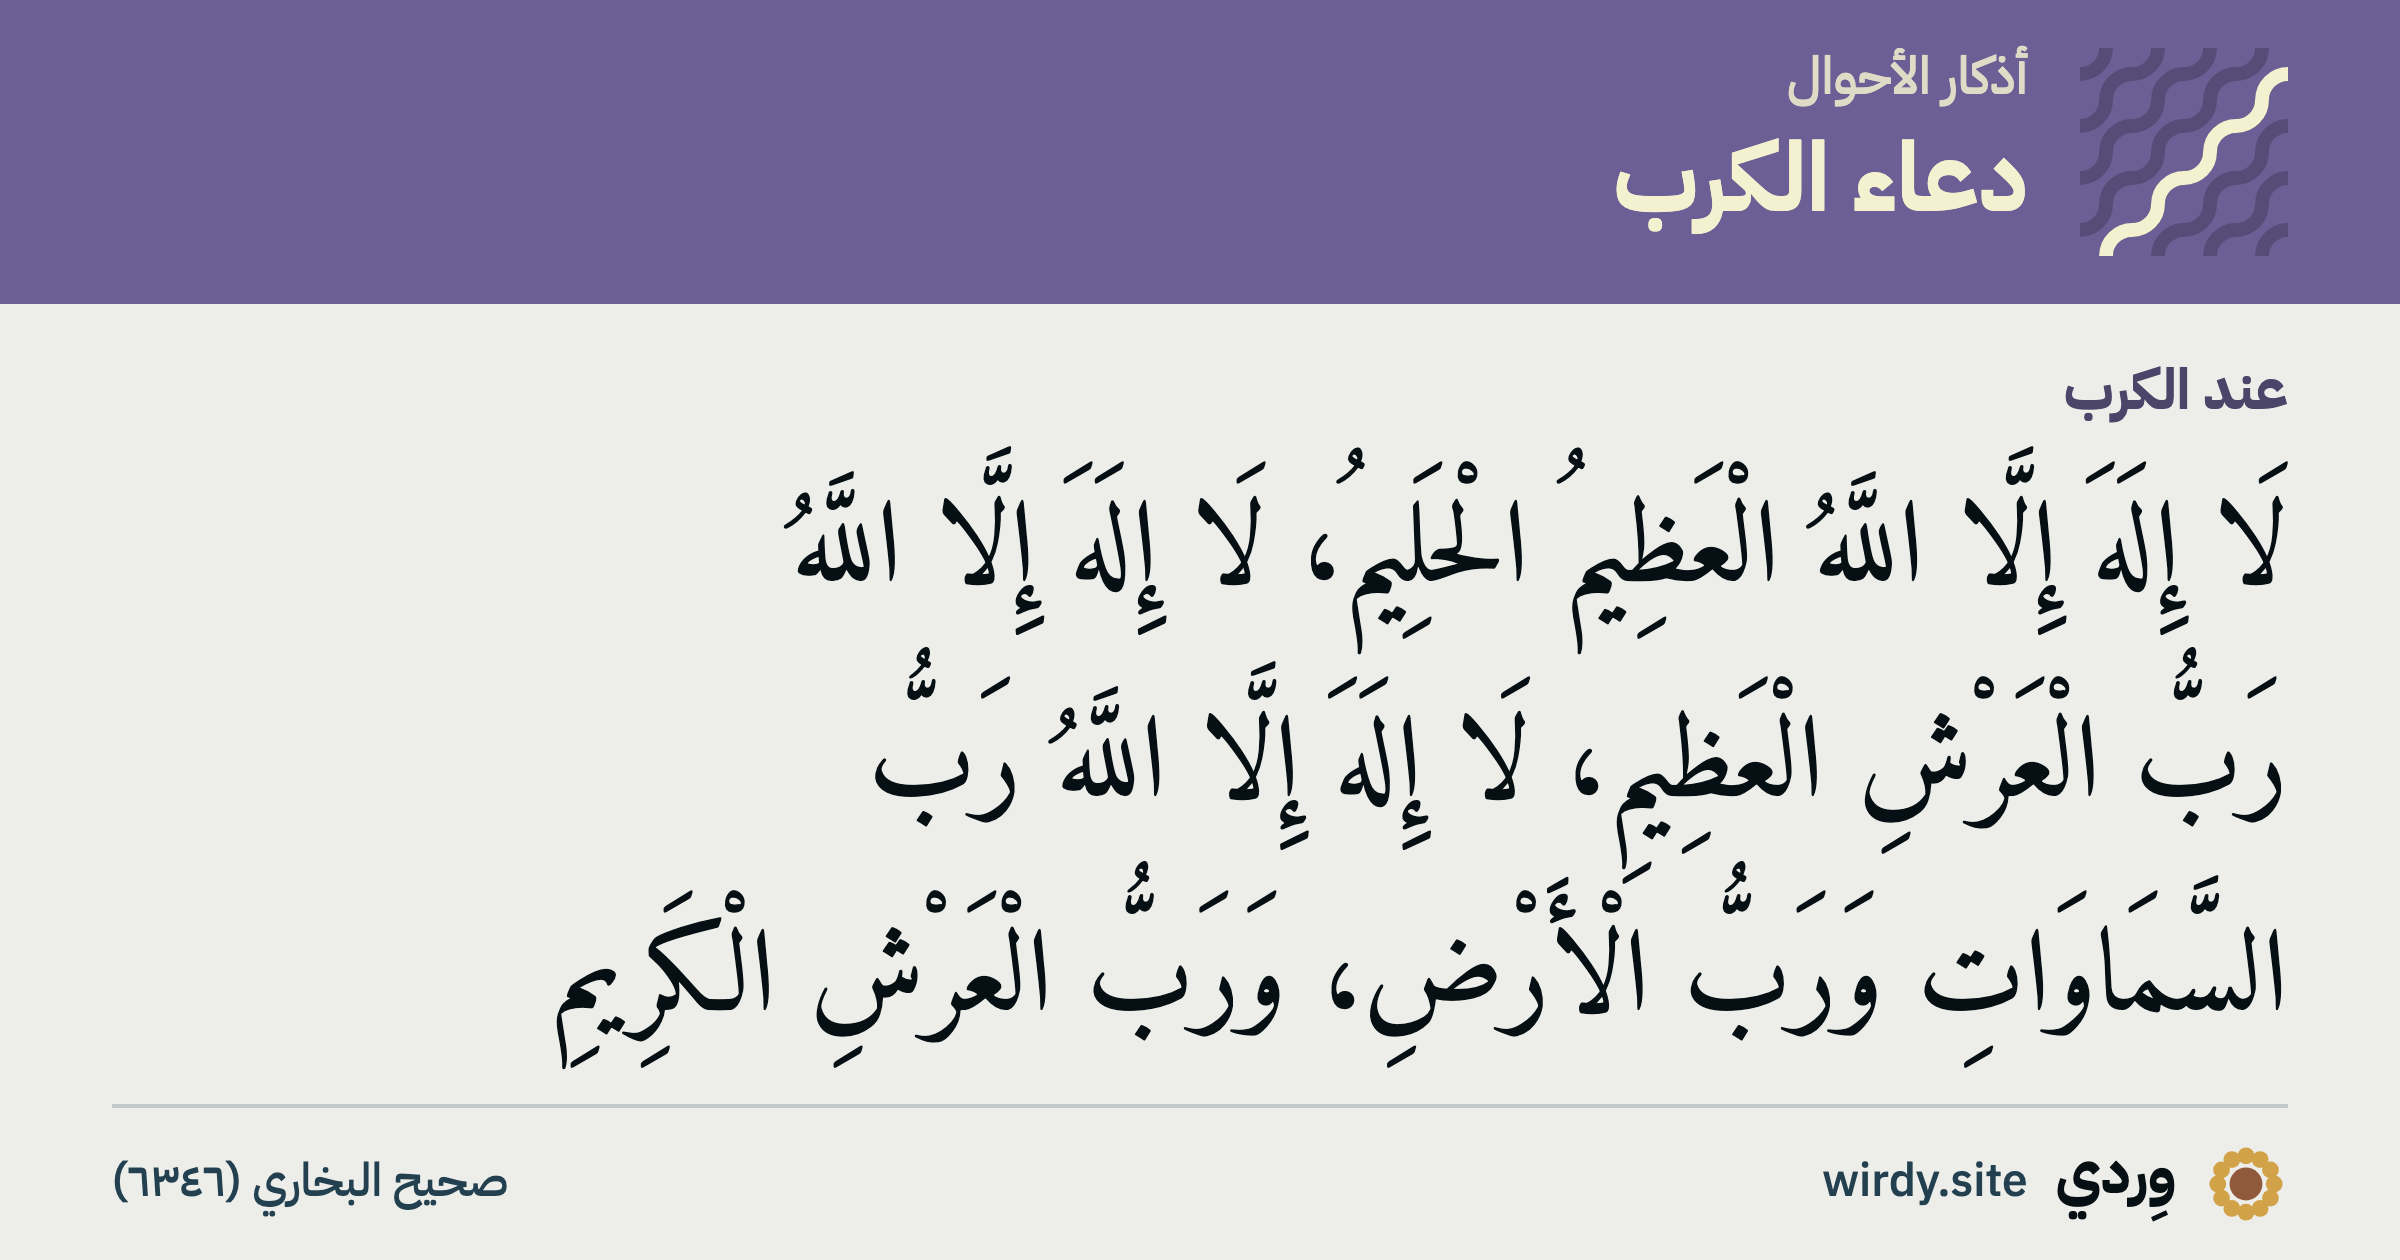 أذكار الأحوال
دعاء الكرب
عند الكرب
لَا إِلَهَ إِلَّا اللَّهُ الْعَظِيمُ الْحَلِيمُ، لَا إِلَهَ إِلَّا اللَّهُ
رَبُّ الْعَرْشِ الْعَظِيمِ، لَا إِلَهَ إِلَّا اللَّهُ رَبُّ
السَّمَاوَاتِ وَرَبُّ الْأَرْضِ، وَرَبُّ الْعَرْشِ الْكَرِيمِ
وِردي wirdy.site
صحيح البخاري (٦٣٤٦)